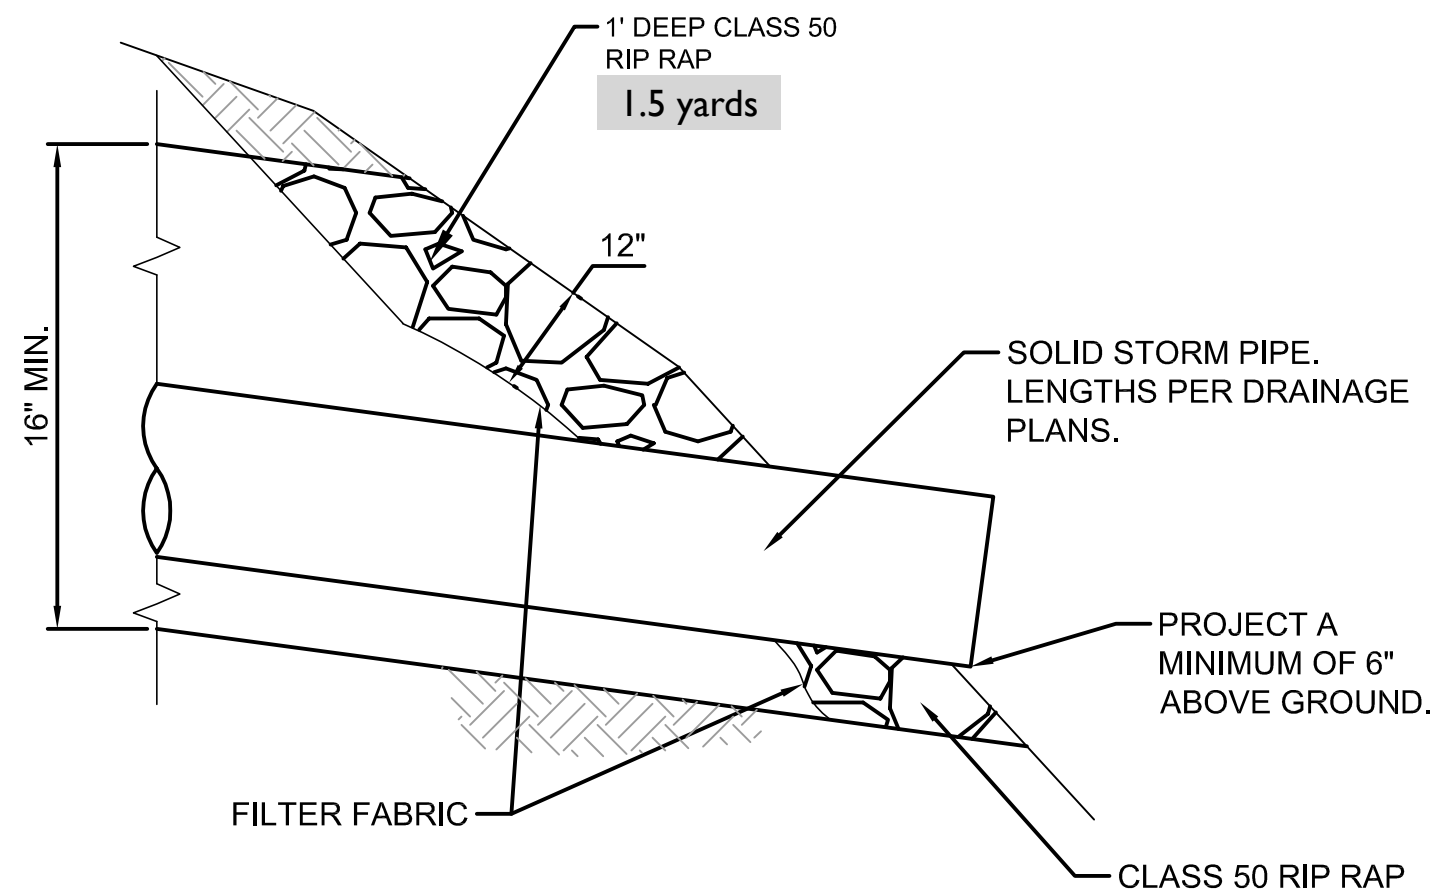 1' DEEP CLASS 50
RIP RAP
1.5 yards
12"
16" MIN.
SOLID STORM PIPE.
LENGTHS PER DRAINAGE
PLANS.
PROJECT A
MINIMUM OF 6"
ABOVE GROUND.
FILTER FABRIC
CLASS 50 RIP RAP